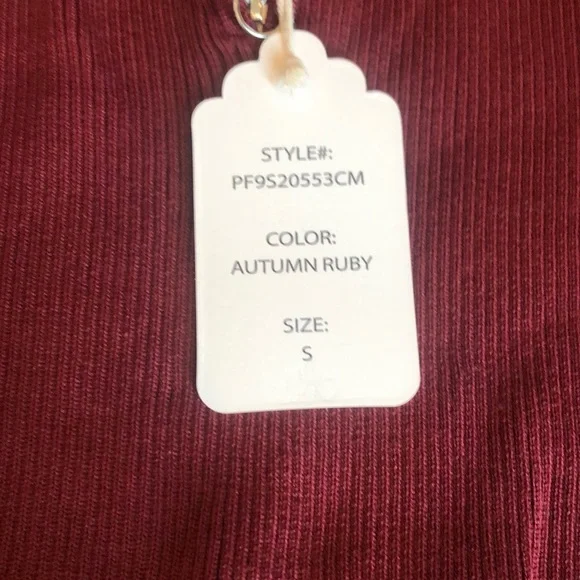 STYLE#:
PF9S20553CM
COLOR:
AUTUMN RUBY
SIZE:
S